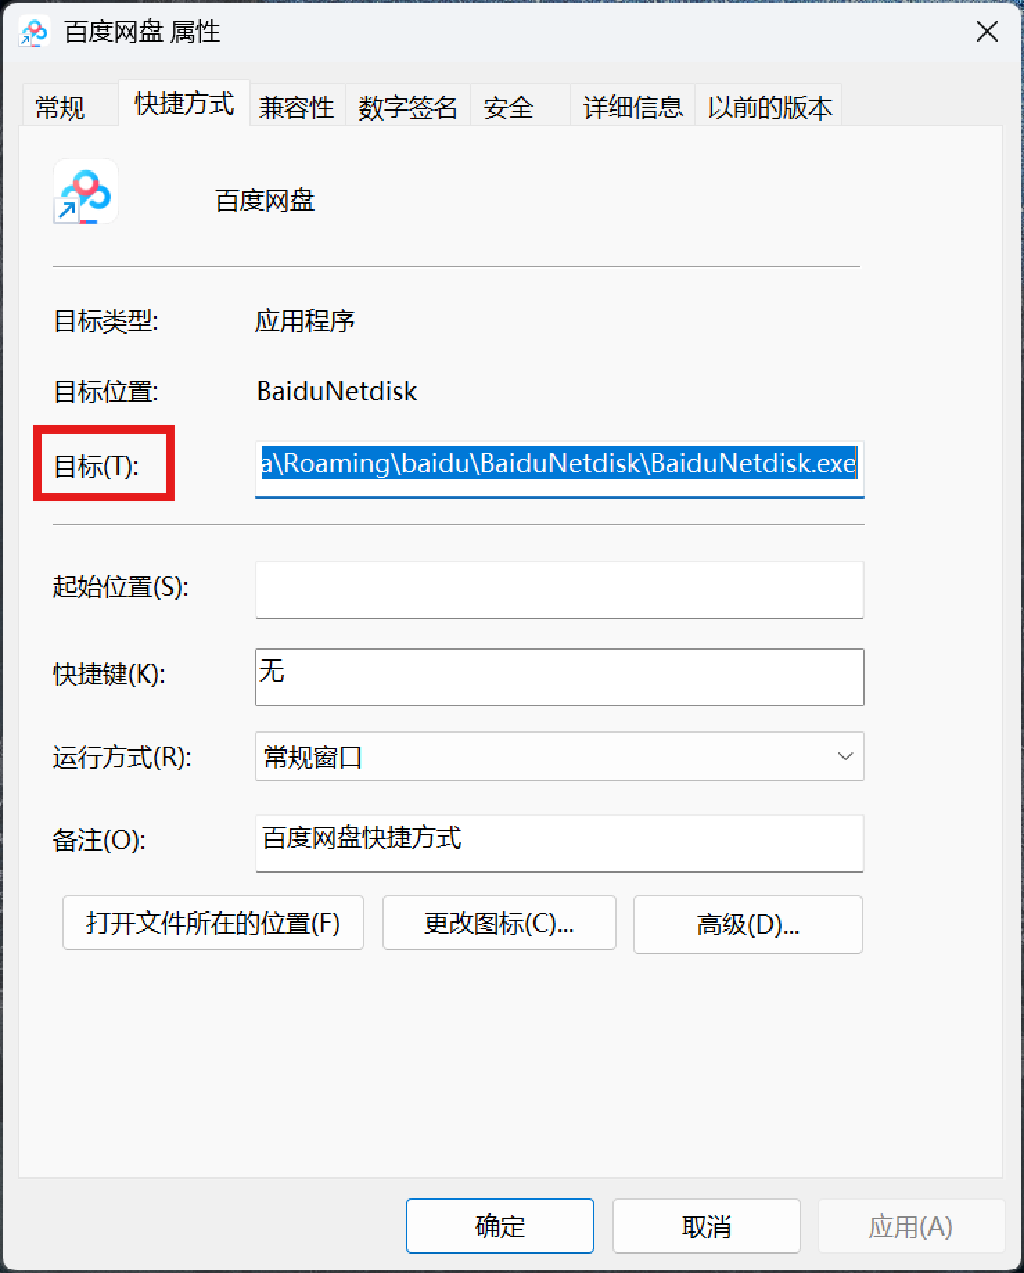 百度网盘 属性
常规 快捷方式 兼容性 数字签名 安全 详细信息 以前的版本
百度网盘
目标类型: 应用程序
目标位置: BaiduNetdisk
目标(T): a\Roaming\baidu\BaiduNetdisk\BaiduNetdisk.exe
起始位置(S):
快捷键(K): 无
运行方式(R): 常规窗口
备注(O): 百度网盘快捷方式
打开文件所在的位置(F) 更改图标(C)... 高级(D)...
确定 取消 应用(A)